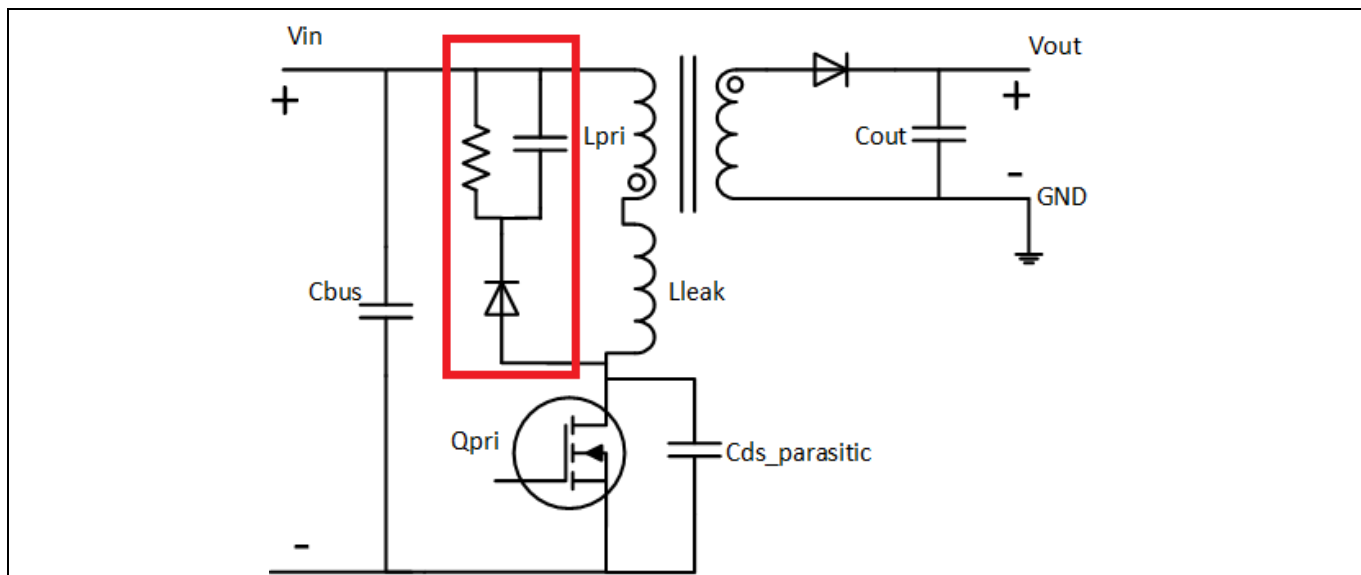 Vin
Vout
+
+
Lpri
Cout
-
GND
Cbus
Lleak
Qpri
Cds_parasitic
-